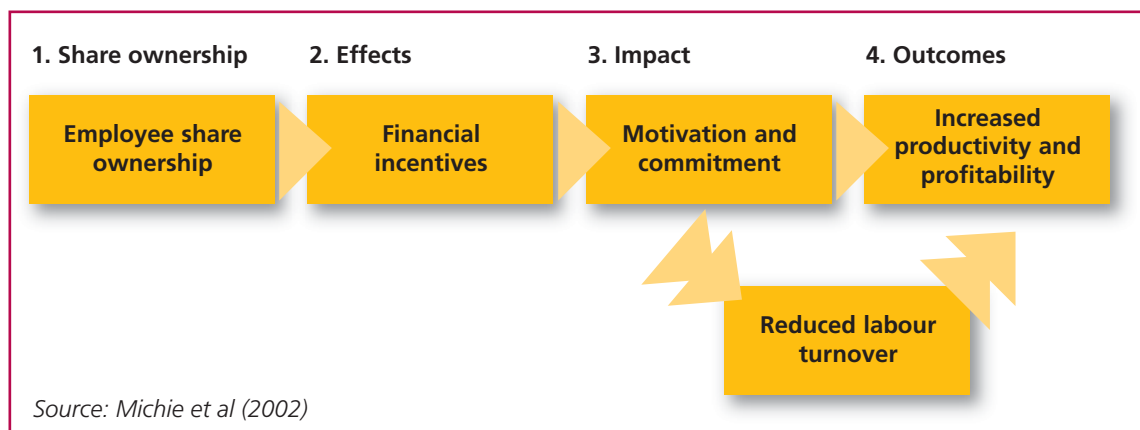 1. Share ownership
2. Effects
3. Impact
4. Outcomes
Employee share
ownership
Financial
incentives
Motivation and
commitment
Increased
productivity and
profitability
Reduced labour
turnover
Source: Michie et al (2002)